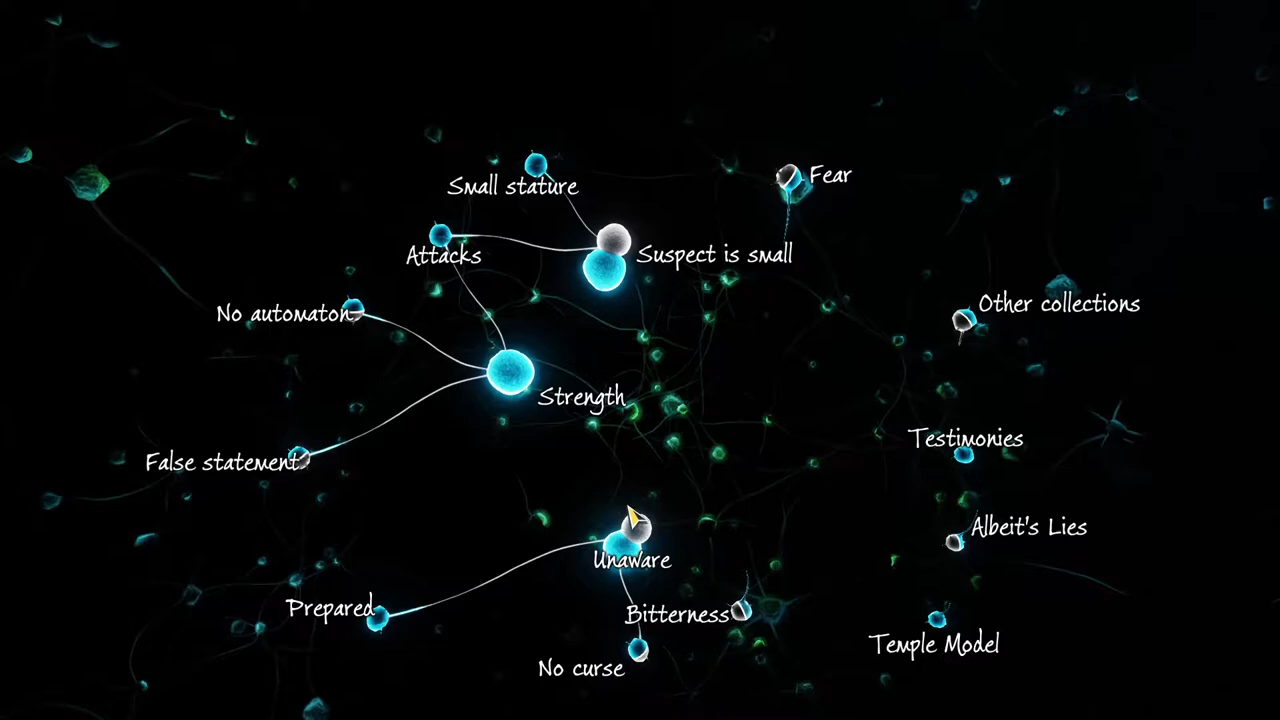 Fear
Small stature
Attacks
Suspect is small
Other collections
No automaton
Strength
Testimonies
False statement
Albeit's Lies
Unaware
Prepared
Bitterness
Temple Model
No curse